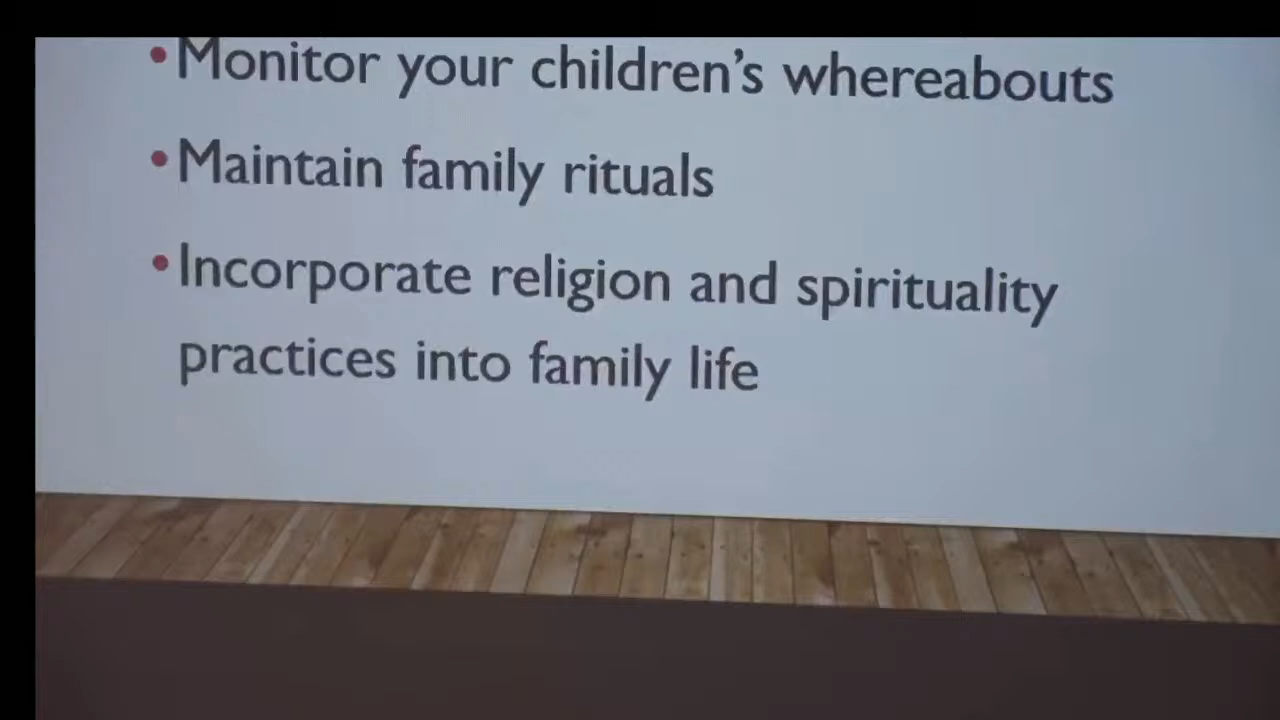 •Monitor your children's whereabouts
•Maintain family rituals
•Incorporate religion and spirituality
practices into family life